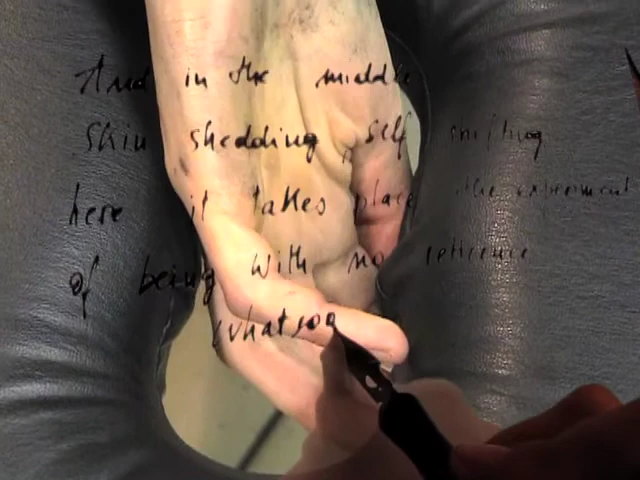 And in the middle
skin shedding, self shifting
here it takes place the experiment
of being with no reticence
whatsoe